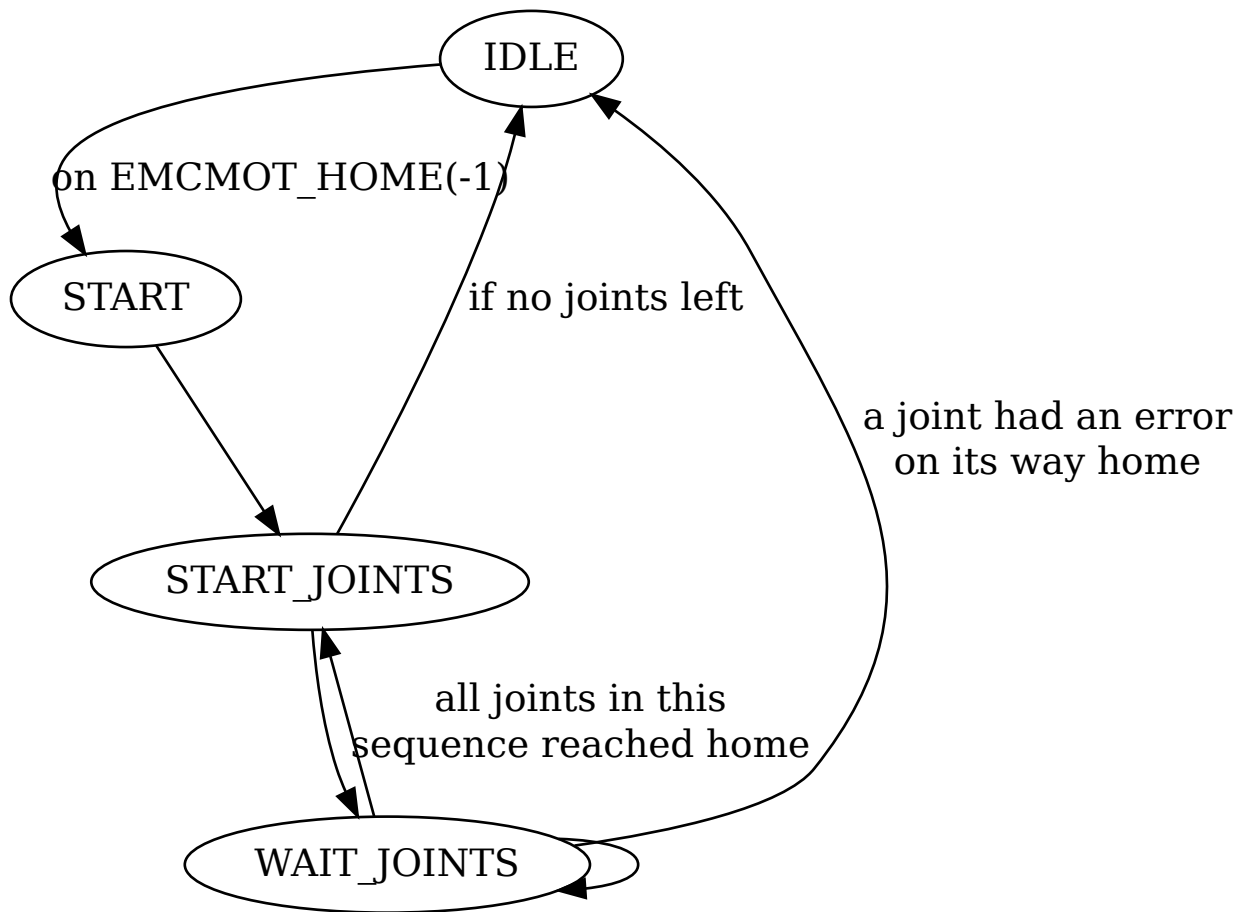 IDLE
on EMCMOT_HOME(-1)
START
if no joints left
a joint had an error
on its way home
START_JOINTS
all joints in this
sequence reached home
WAIT_JOINTS